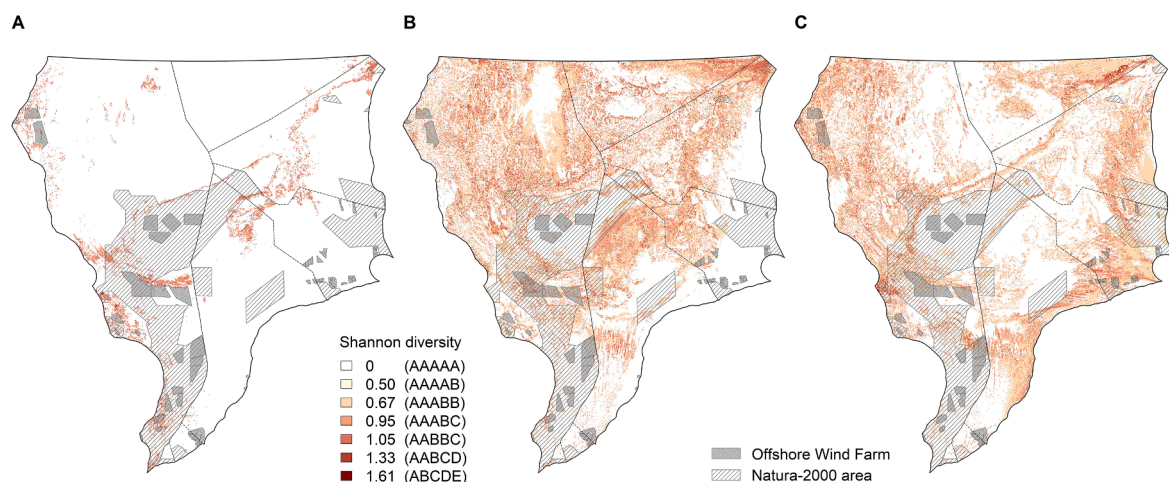 A
B
C
Shannon diversity
0 (AAAAA)
0.50 (AAAAB)
0.67 (AAABB)
0.95 (AAABC)
1.05 (AABBC)
1.33 (AABCD)
1.61 (ABCDE)
Offshore Wind Farm
Natura-2000 area